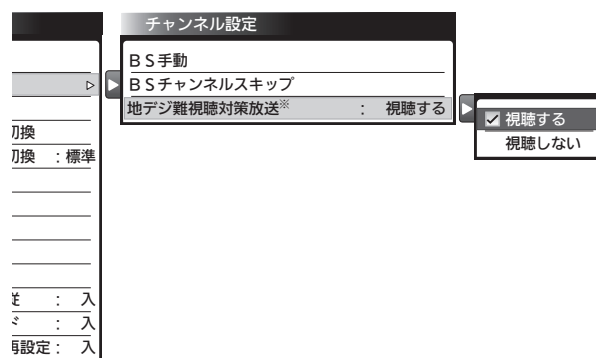 チャンネル設定
BS手動
BSチャンネルスキップ
地デジ難視聴対策放送※ : 視聴する
視聴する
視聴しない
切換
切換 :標準
: 入
ド : 入
再設定: 入